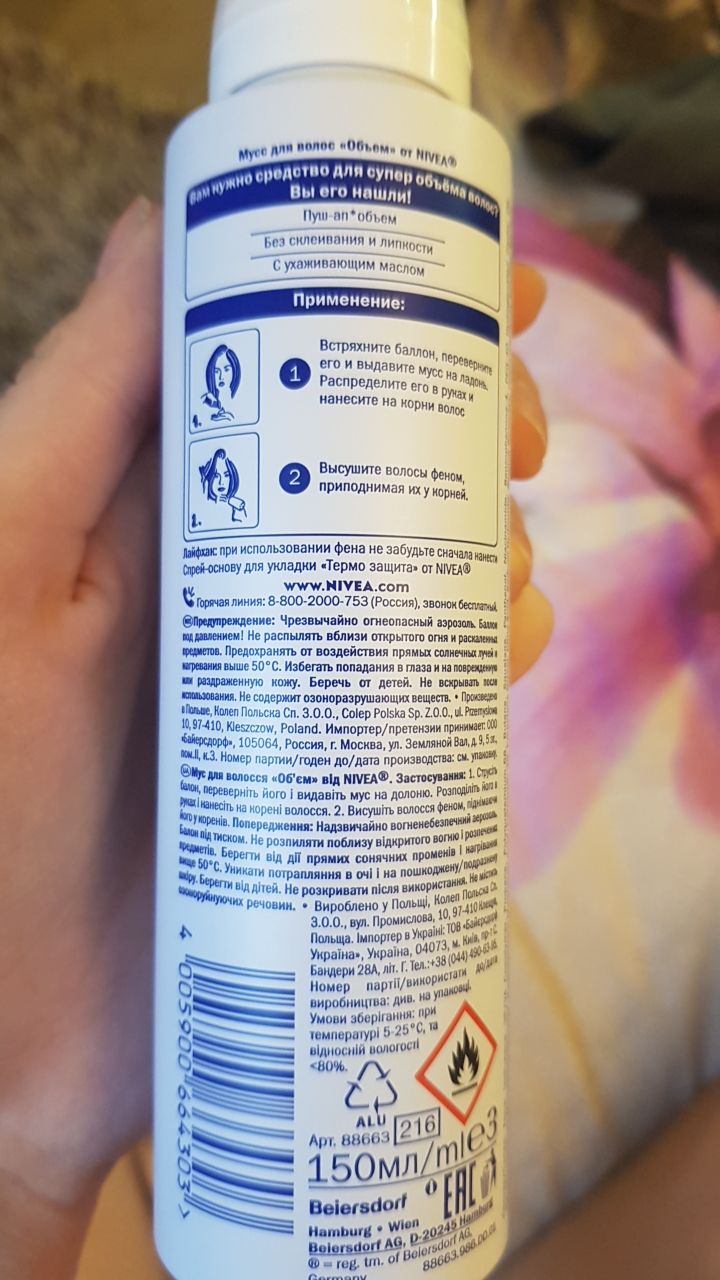 Мусс для волос «Объем» от NIVEA®
Вам нужно средство для супер объёма волос?
Вы его нашли!
Пуш-ап*объем
Без склеивания и липкости
С ухаживающим маслом
Применение:
1.
1
Встряхните баллон, переверните
его и выдавите мусс на ладонь.
Распределите его в руках и
нанесите на корни волос
2.
2
Высушите волосы феном,
приподнимая их у корней.
Лайфхак: при использовании фена не забудьте сначала нанести
Спрей-основу для укладки «Термо защита» от NIVEA®
www.NIVEA.com
Горячая линия: 8-800-2000-753 (Россия), звонок бесплатный.
Предупреждение: Чрезвычайно огнеопасный аэрозоль. Баллон
под давлением! Не распылять вблизи открытого огня и раскаленных
предметов. Предохранять от воздействия прямых солнечных лучей и
нагревания выше 50°С. Избегать попадания в глаза и на поврежденную
или раздраженную кожу. Беречь от детей. Не вскрывать после
использования. Не содержит озоноразрушающих веществ. • Произведено
в Польше, Колеп Польска Сп. З.О.О., Colep Polska Sp. Z.O.O., ul. Przemyslowa
10, 97-410, Kleszczow, Poland. Импортер/претензии принимает: ООО
«Байерсдорф», 105064, Россия, г. Москва, ул. Земляной Вал, д. 9, 5 эт.,
пом.II, к.3. Номер партии/годен до/дата производства: см. упаковку.
UA Мус для волосся «Об'єм» від NIVEA®. Застосування: 1. Струсіть
балон, переверніть його і видавіть мус на долоню. Розподіліть його в
руках і нанесіть на корені волосся. 2. Висушіть волосся феном, піднімаючи
його у коренів. Попередження: Надзвичайно вогненебезпечний аерозоль.
Балон під тиском. Не розпиляти поблизу відкритого вогню і розпечених
предметів. Берегти від дії прямих сонячних променів і нагрівання
вище 50°С. Уникати потрапляння в очі і на пошкоджену/подразнену
шкіру. Берегти від дітей. Не розкривати після використання. Не містить
озоноруйнуючих речовин. • Вироблено у Польщі, Колеп Польска Сп.
З.О.О., вул. Промислова, 10, 97-410 Клещув,
Польща. Імпортер в Україні: ТОВ «Байерсдорф
Україна», Україна, 04073, м. Київ, пр-т С.
Бандери 28А, літ. Г. Тел.:+38 (044) 490-63-05.
Номер партії/використати до/дата
виробництва: див. на упаковці.
Умови зберігання: при
температурі 5-25°С, та
відносній вологості
<80%.
4 005900 664303 >
ALU
Арт. 88663
216
150мл/ml e 3
Beiersdorf
EAC
Hamburg • Wien
Beiersdorf AG, D-20245 Hamburg
® = reg. tm. of Beiersdorf AG,
Germany
88663.986.00.01